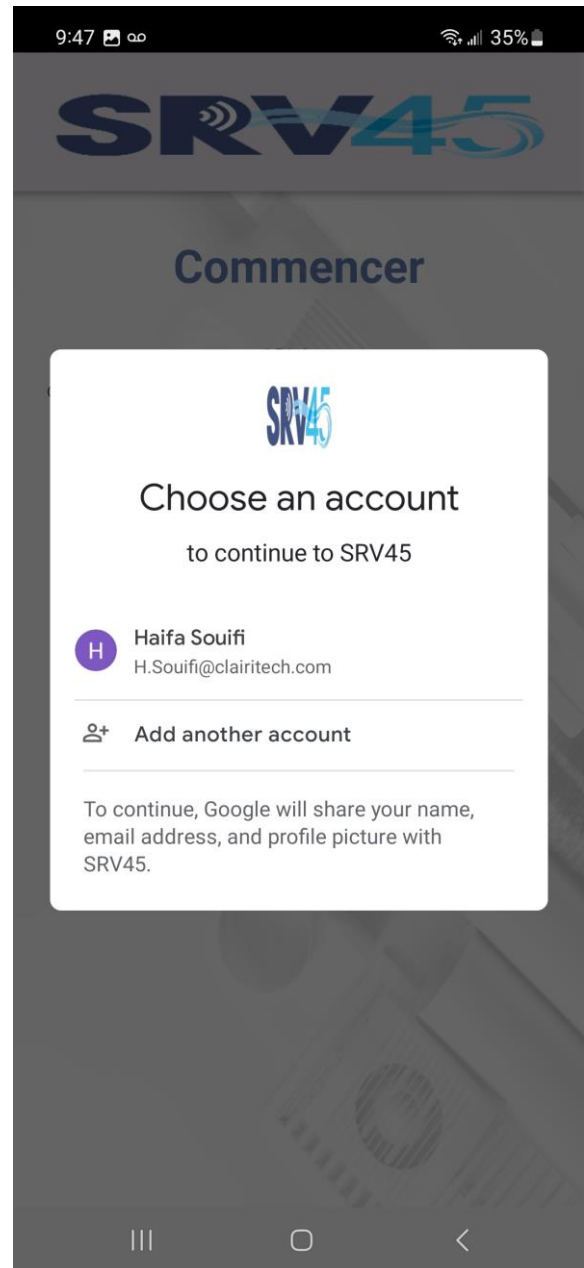 9:47 35%
SRV45
Commencer
SRV45
Choose an account
to continue to SRV45
H
Haifa Souifi
H.Souifi@clairitech.com
Add another account
To continue, Google will share your name,
email address, and profile picture with
SRV45.